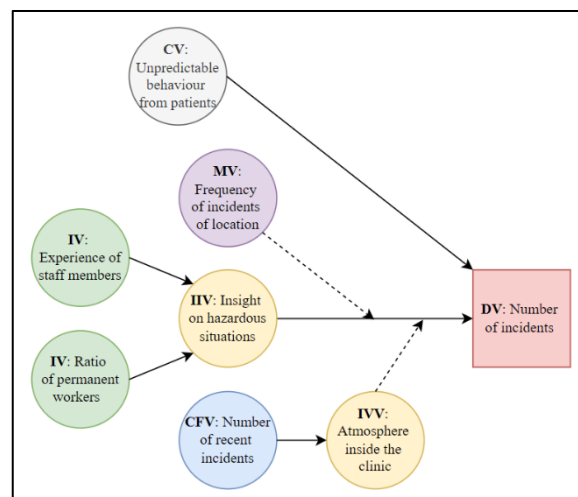 CV:
Unpredictable
behaviour
from patients
MV:
Frequency
of incidents
of location
IV:
Experience of
staff members
IIV: Insight
on hazardous
situations
DV: Number
of incidents
IV: Ratio
of permanent
workers
CFV: Number
of recent
incidents
IVV:
Atmosphere
inside the
clinic